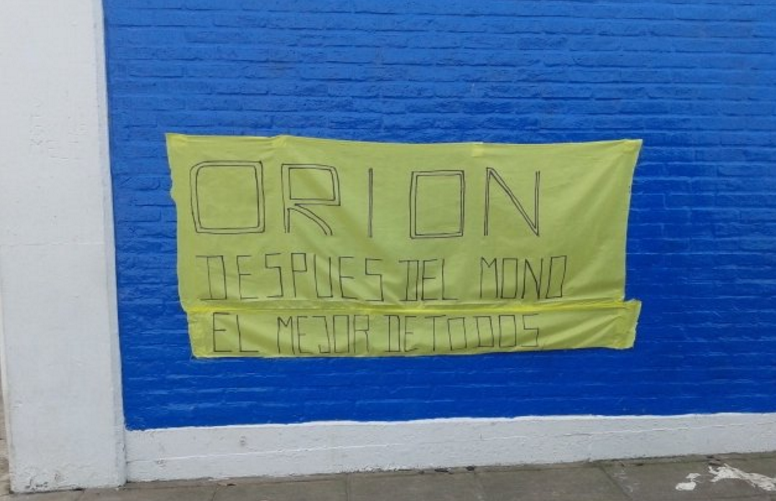 ORION
DESPUES DEL MONO
EL MEJOR DE TODOS